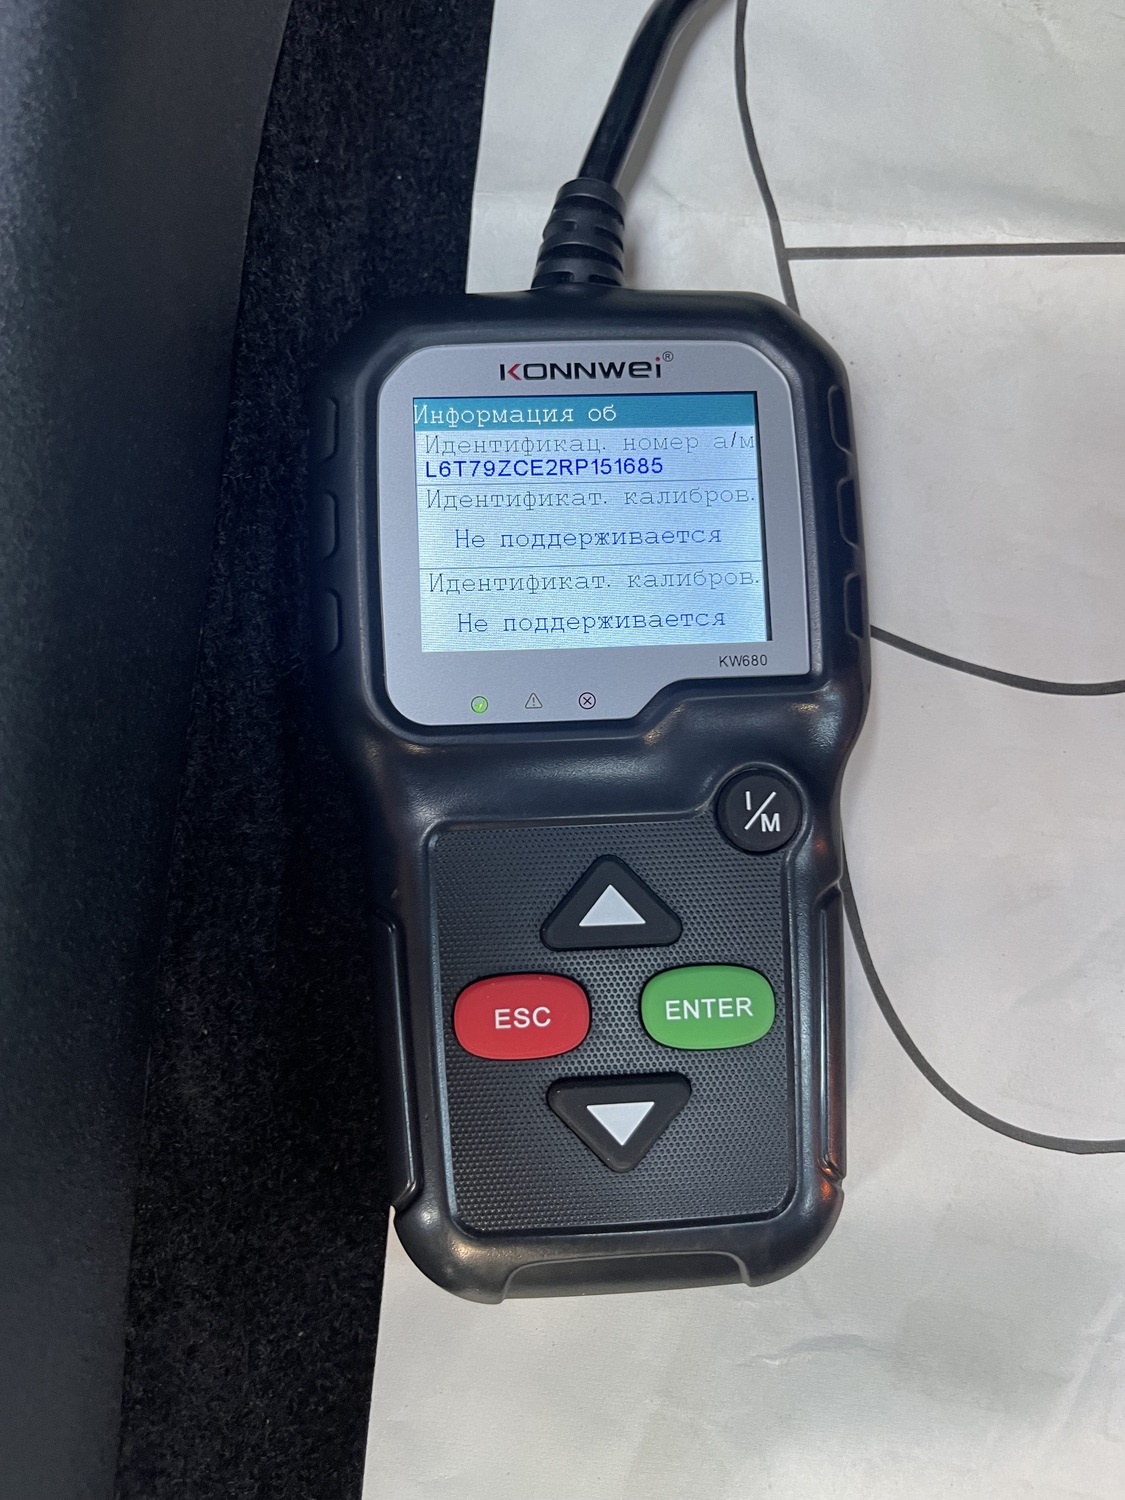 KONNWEI®
Информация об
Идентификац. номер а/м
L6T79ZCE2RP151685
Идентификат. калибров.
Не поддерживается
Идентификат. калибров.
Не поддерживается
KW680
I/M
ESC
ENTER